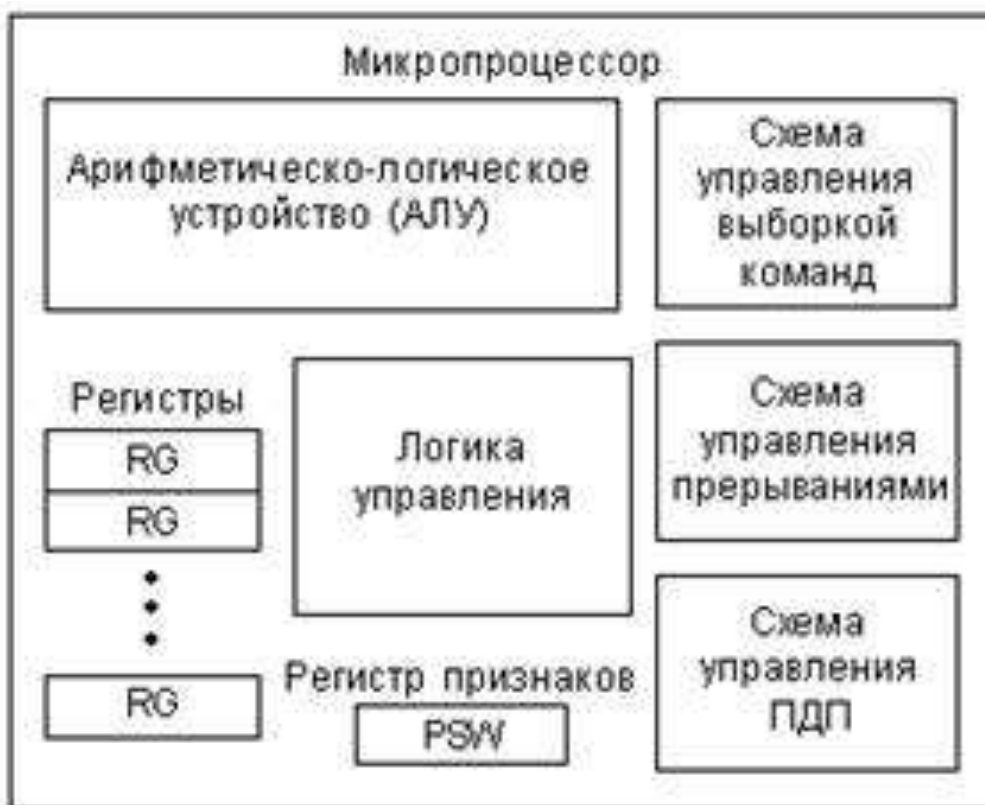 Микропроцессор
Арифметическо-логическое
устройство (АЛУ)
Схема
управления
выборкой
команд
Регистры
RG
RG
RG
Логика
управления
Схема
управления
прерываниями
Регистр признаков
PSW
Схема
управления
ПДП